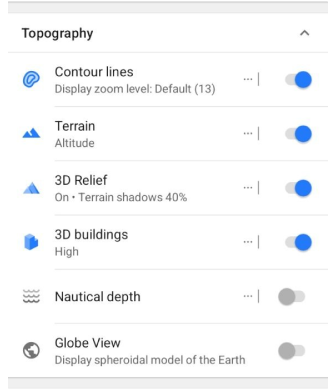 Topography
Contour lines
Display zoom level: Default (13)
Terrain
Altitude
3D Relief
On • Terrain shadows 40%
3D buildings
High
Nautical depth
Globe View
Display spheroidal model of the Earth